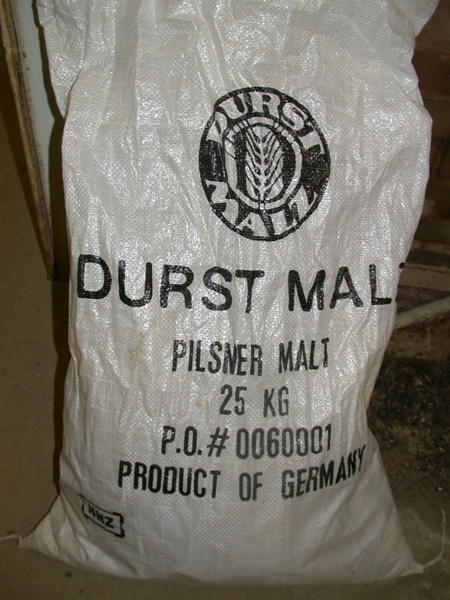 DURST
MALZ
DURST MALZ
PILSNER MALT
25 KG
P.O.# 0060001
PRODUCT OF GERMANY